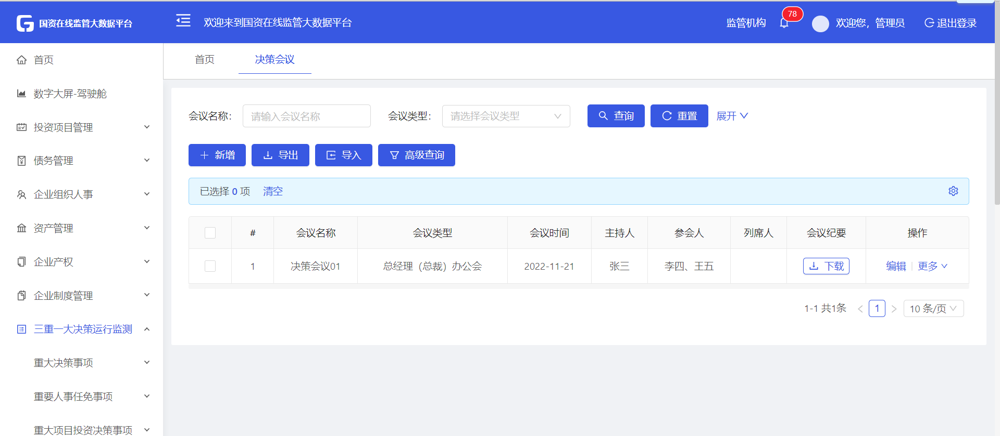 国资在线监管大数据平台
欢迎来到国资在线监管大数据平台
监管机构
78
欢迎您，管理员
退出登录
首页
数字大屏-驾驶舱
投资项目管理
债务管理
企业组织人事
资产管理
企业产权
企业制度管理
三重一大决策运行监测
重大决策事项
重要人事任免事项
重大项目投资决策事项
首页 决策会议
会议名称： 请输入会议名称 会议类型： 请选择会议类型 查询 重置 展开
新增 导出 导入 高级查询
已选择 0 项 清空
# 会议名称 会议类型 会议时间 主持人 参会人 列席人 会议纪要 操作
1 决策会议01 总经理（总裁）办公会 2022-11-21 张三 李四、王五 下载 编辑 更多
1-1 共1条 < 1 > 10 条/页